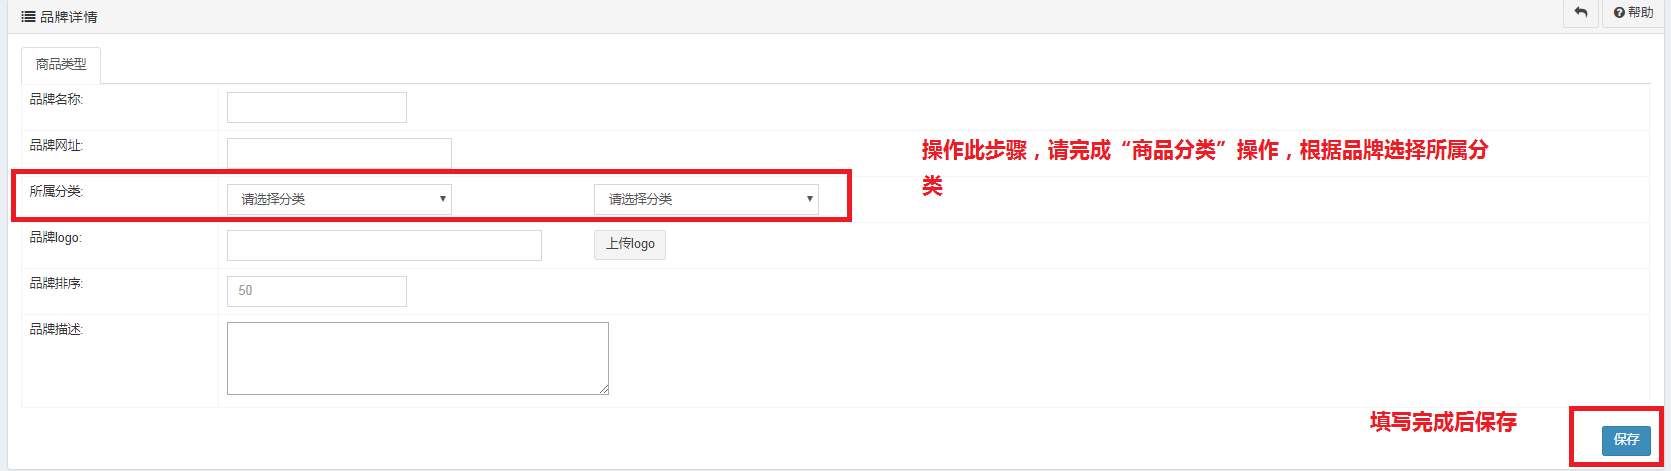 品牌详情
帮助
商品类型
品牌名称:
品牌网址:
操作此步骤，请完成“商品分类”操作，根据品牌选择所属分
类
所属分类: 请选择分类 请选择分类
品牌logo: 上传logo
品牌排序: 50
品牌描述:
填写完成后保存
保存